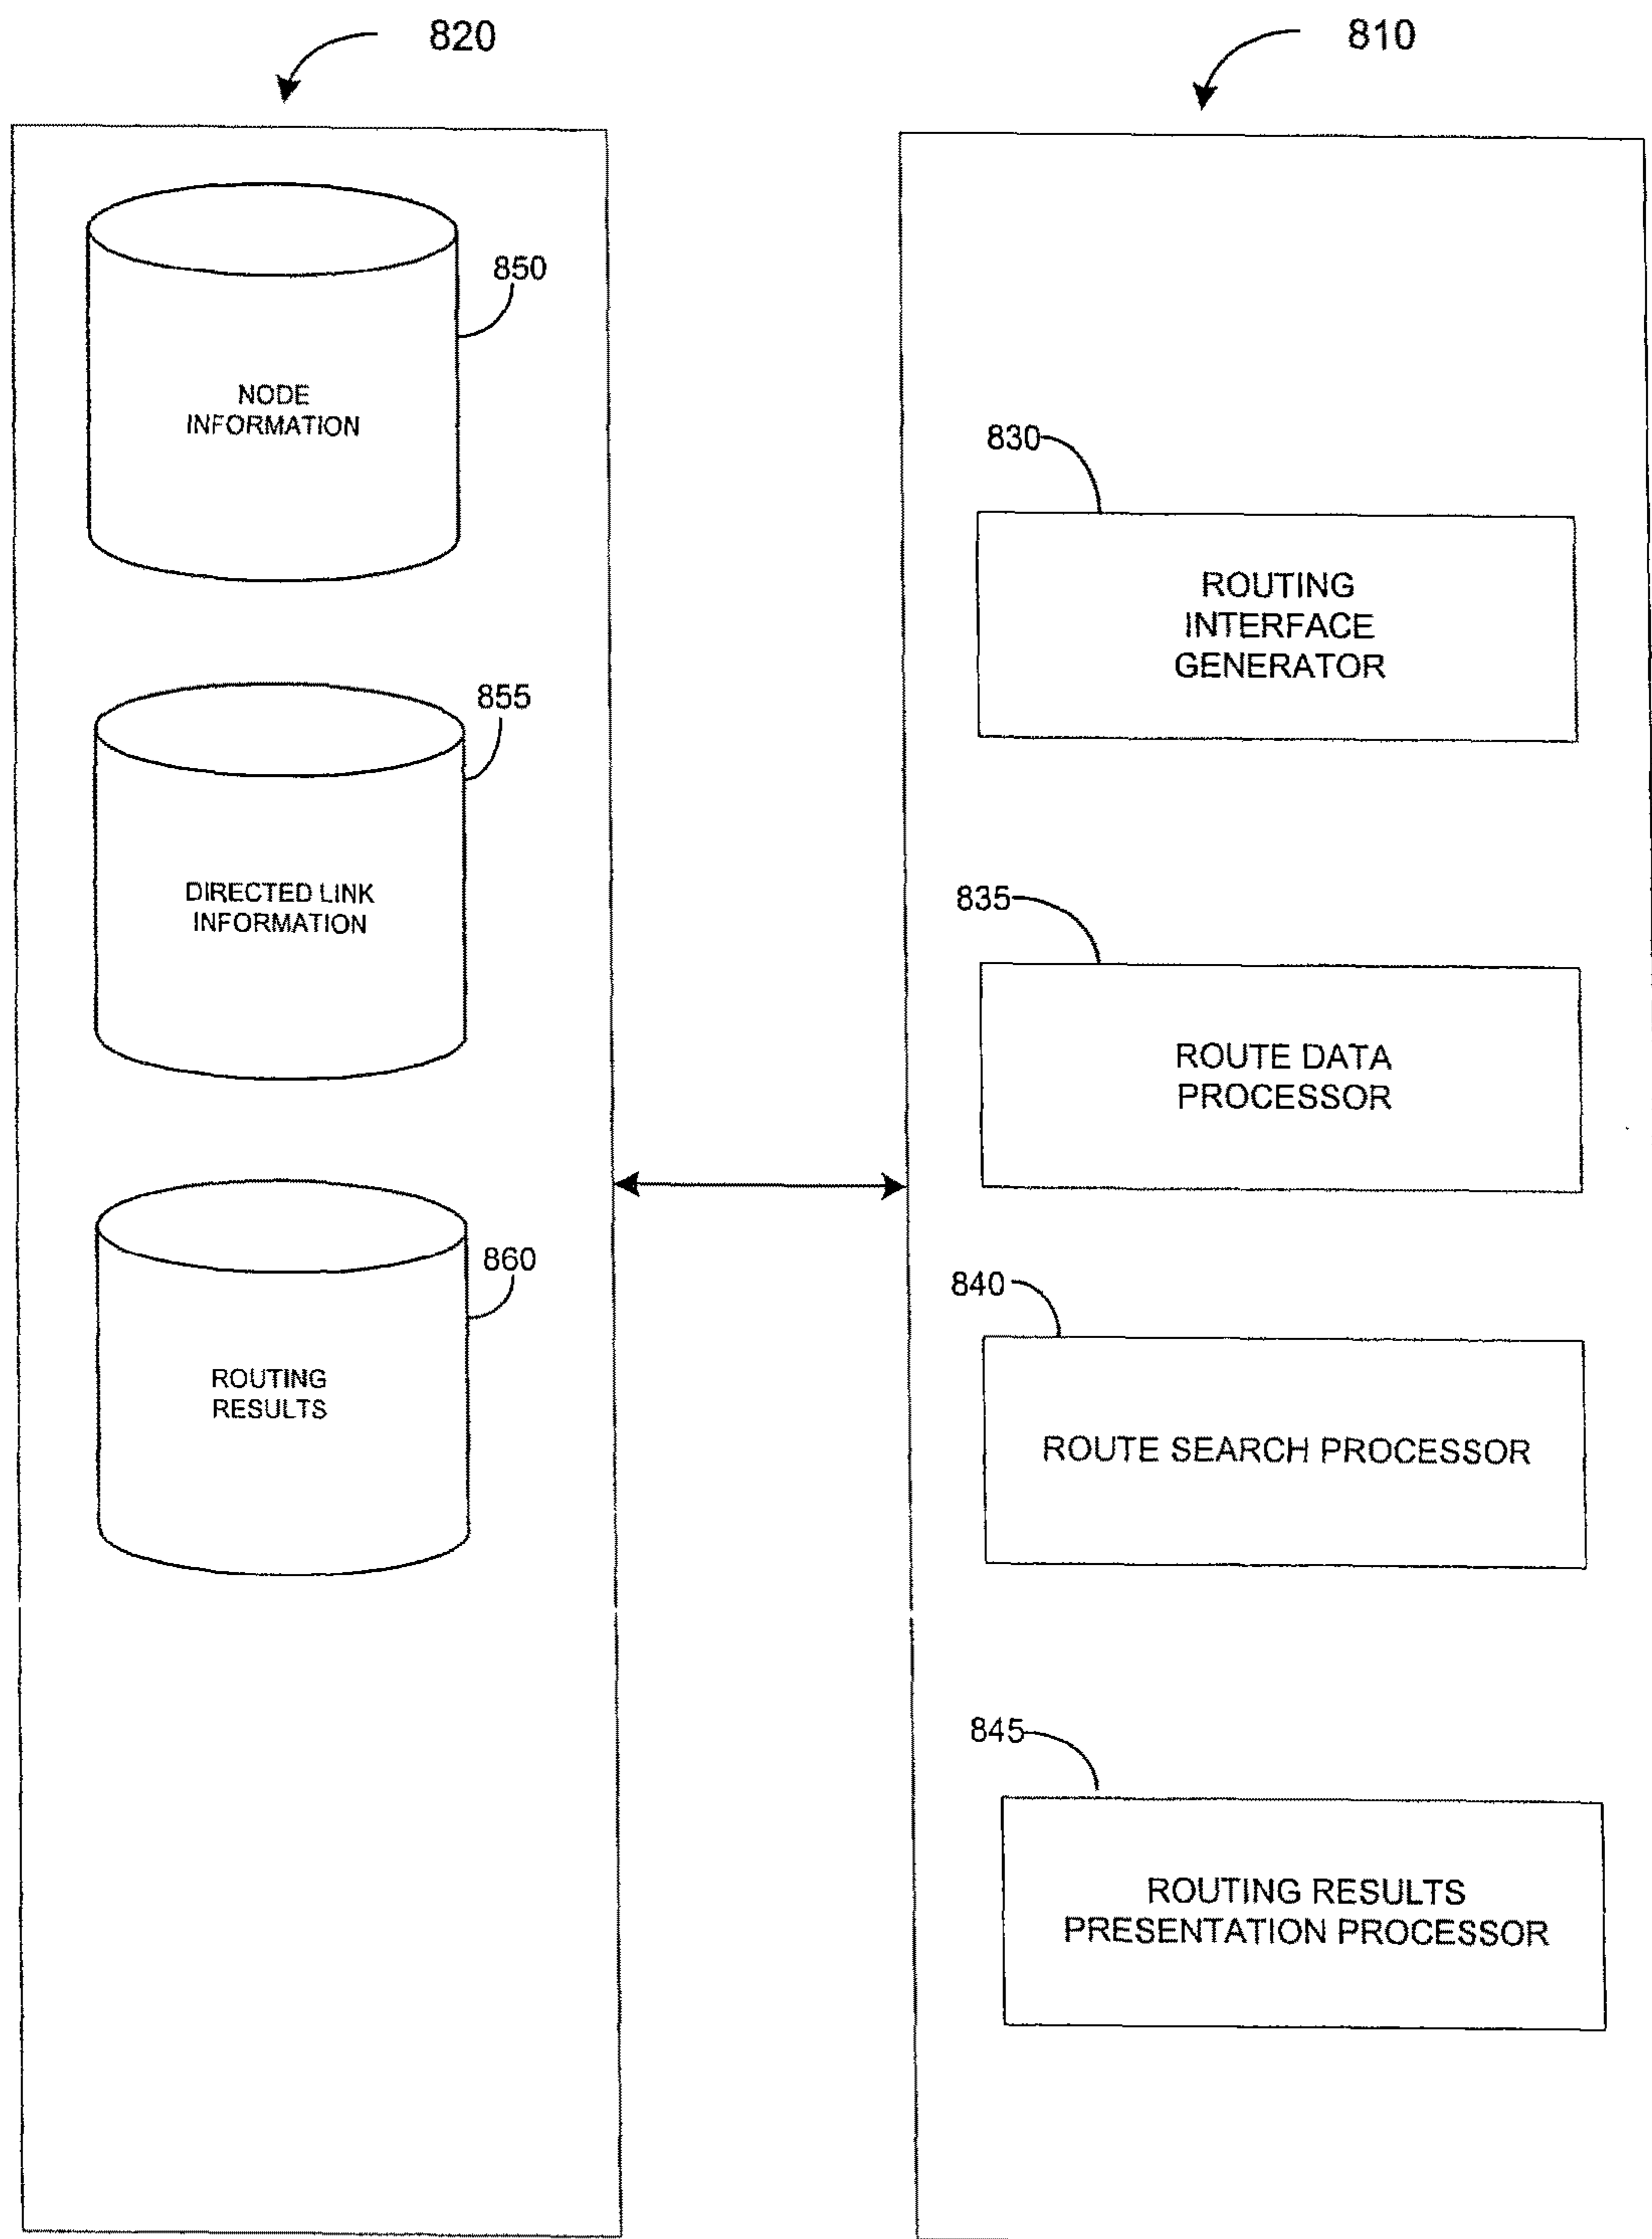 820
810
850
NODE
INFORMATION
830
ROUTING
INTERFACE
GENERATOR
855
DIRECTED LINK
INFORMATION
835
ROUTE DATA
PROCESSOR
860
ROUTING
RESULTS
840
ROUTE SEARCH PROCESSOR
845
ROUTING RESULTS
PRESENTATION PROCESSOR